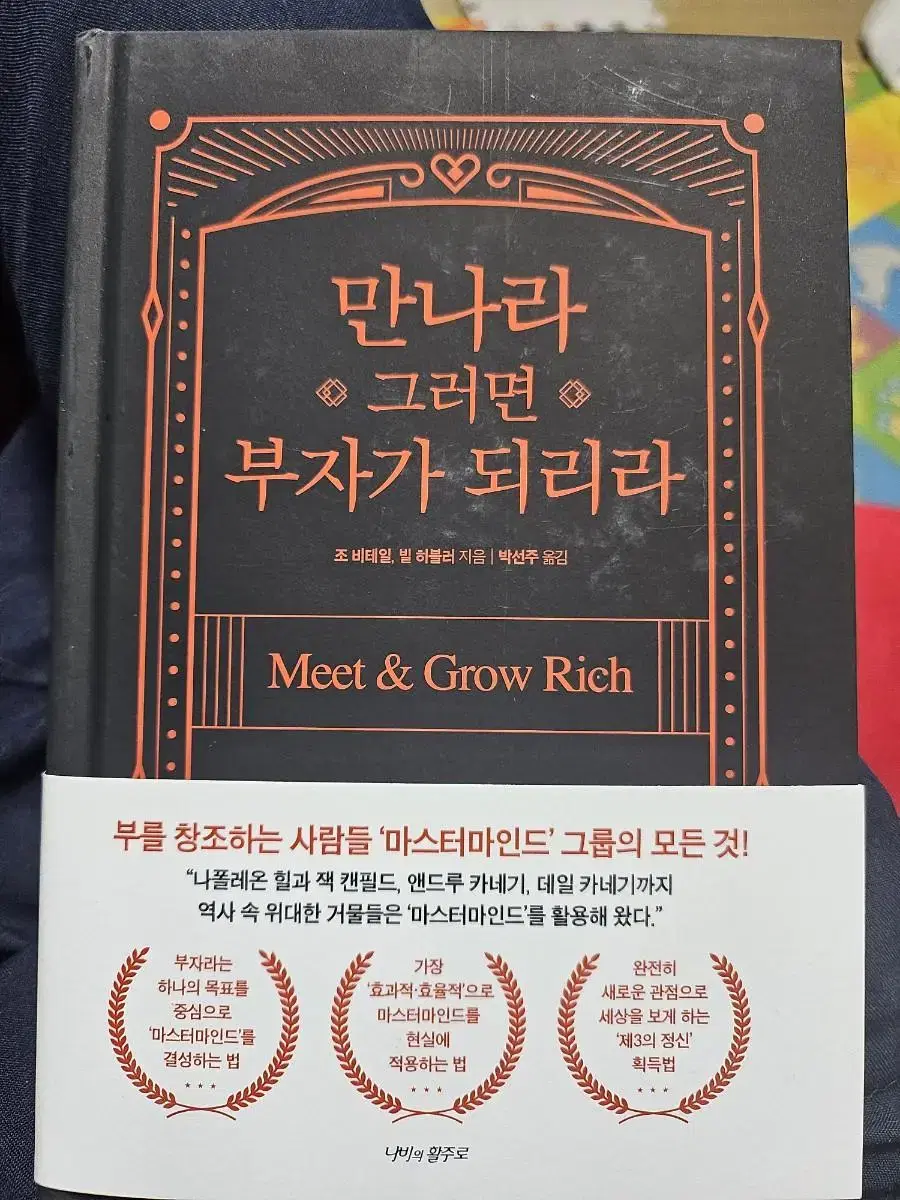 만나라
그러면
부자가 되리라
조 비테일, 빌 히블러 지음 | 박선주 옮김
Meet & Grow Rich
부를 창조하는 사람들 ‘마스터마인드’ 그룹의 모든 것!
“나폴레온 힐과 잭 캔필드, 앤드루 카네기, 데일 카네기까지
역사 속 위대한 거물들은 ‘마스터마인드’를 활용해 왔다.”
부자라는
하나의 목표를
중심으로
‘마스터마인드’를
결성하는 법
가장
‘효과적·효율적’으로
마스터마인드를
현실에
적용하는 법
완전히
새로운 관점으로
세상을 보게 하는
‘제3의 정신’
획득법
나비의 활주로